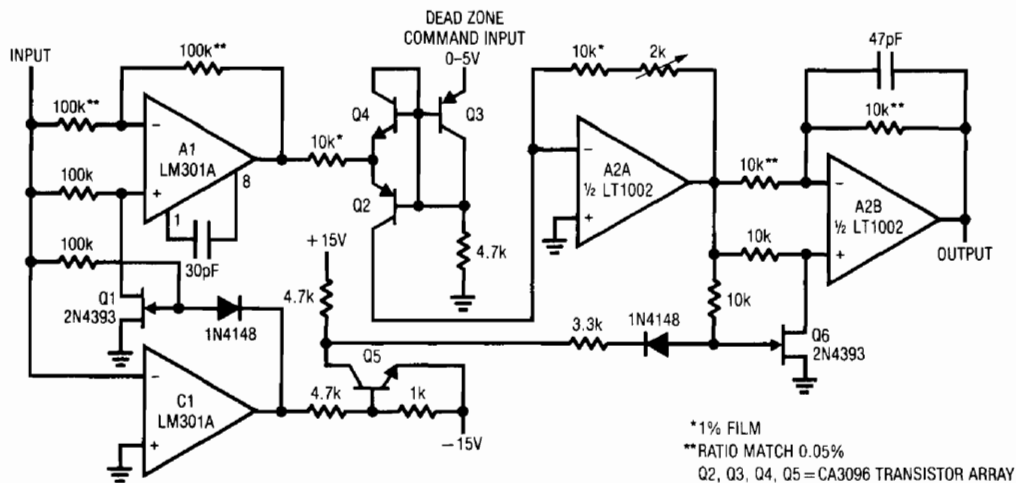 DEAD ZONE
COMMAND INPUT
0–5V
INPUT
100k**
100k**
A1
LM301A
–
+
1
8
30pF
100k
100k
Q1
2N4393
1N4148
10k*
Q4
Q3
Q2
4.7k
+15V
4.7k
C1
LM301A
–
+
4.7k
Q5
1k
–15V
3.3k
1N4148
10k*
2k
A2A
½ LT1002
–
+
10k**
10k
10k
Q6
2N4393
47pF
10k**
A2B
½ LT1002
–
+
OUTPUT
*1% FILM
**RATIO MATCH 0.05%
Q2, Q3, Q4, Q5=CA3096 TRANSISTOR ARRAY